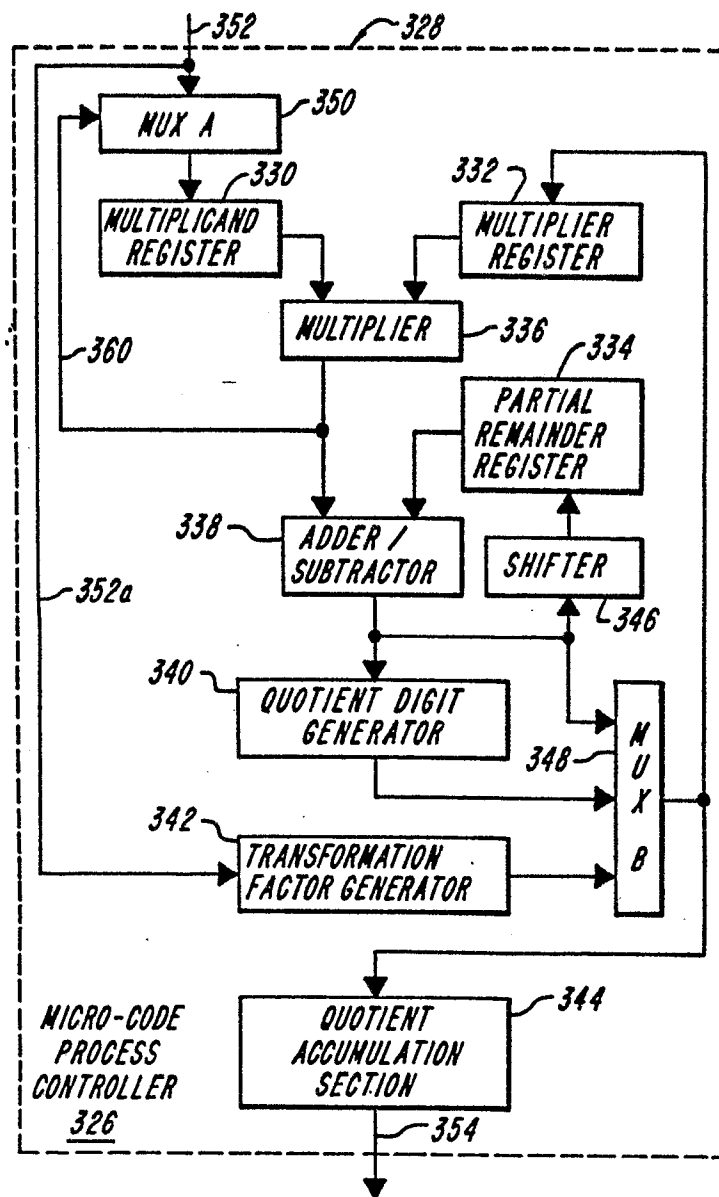 352
328
MUX A
350
330
332
MULTIPLICAND
REGISTER
MULTIPLIER
REGISTER
MULTIPLIER
336
360
334
PARTIAL
REMAINDER
REGISTER
338
ADDER /
SUBTRACTOR
SHIFTER
352a
346
340
QUOTIENT DIGIT
GENERATOR
348
M
U
X
B
342
TRANSFORMATION
FACTOR GENERATOR
344
MICRO-CODE
PROCESS
CONTROLLER
326
QUOTIENT
ACCUMULATION
SECTION
354